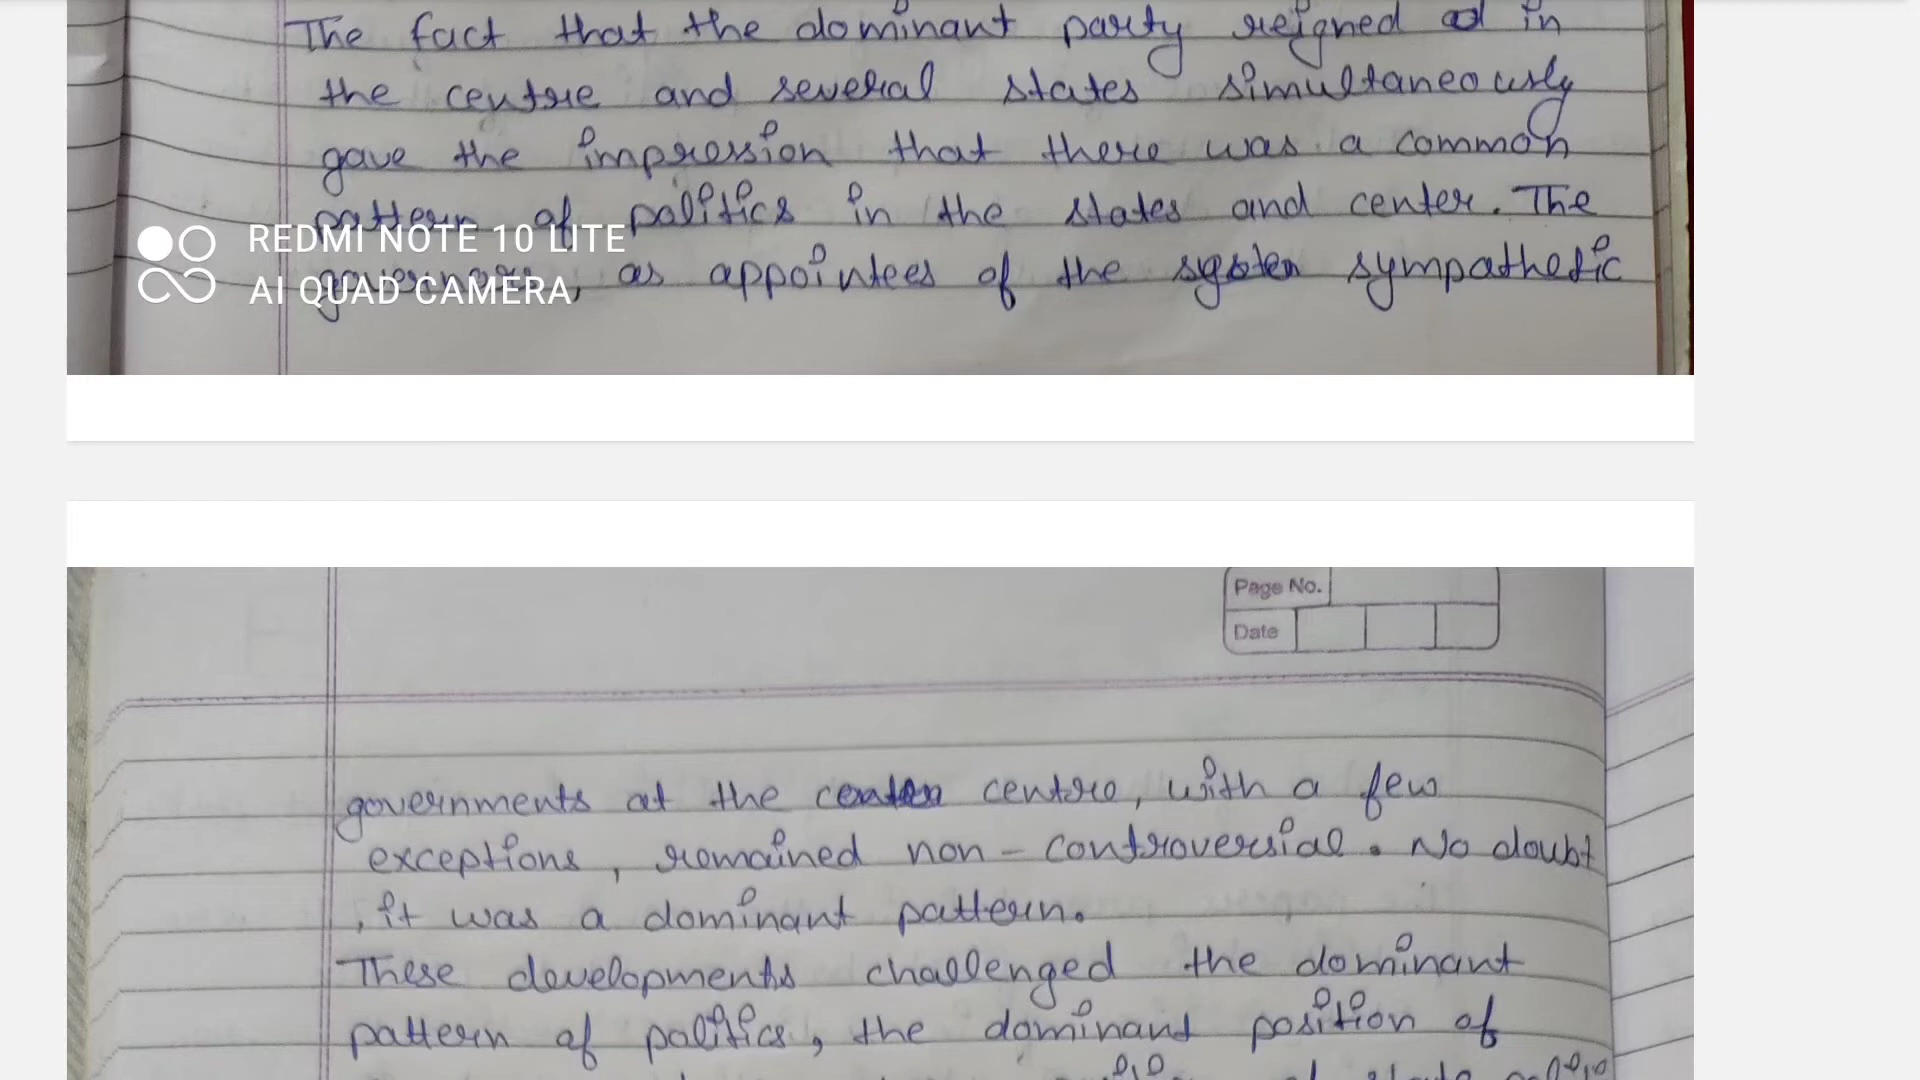 The fact that the dominant party reigned in
the centre and several states simultaneously
gave the impression that there was a common
pattern of politics in the states and center. The
REDMI NOTE 10 LITE
governors, as appointees of the system sympathetic
AI QUAD CAMERA
Page No.
Date
governments at the centre, with a few
exceptions, remained non-controversial. No doubt
, it was a dominant pattern.
These developments challenged the dominant
pattern of politics, the dominant position of